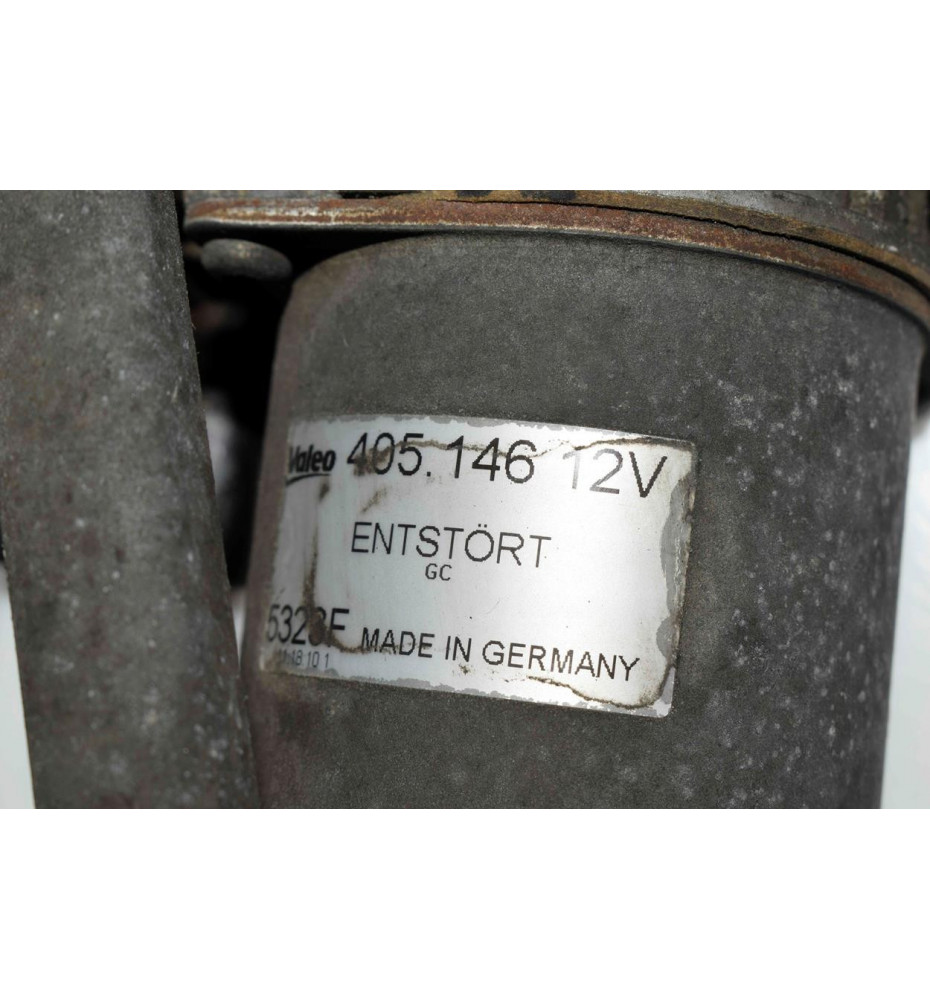 Valeo 405.146 12V
ENTSTÖRT
GC
MADE IN GERMANY